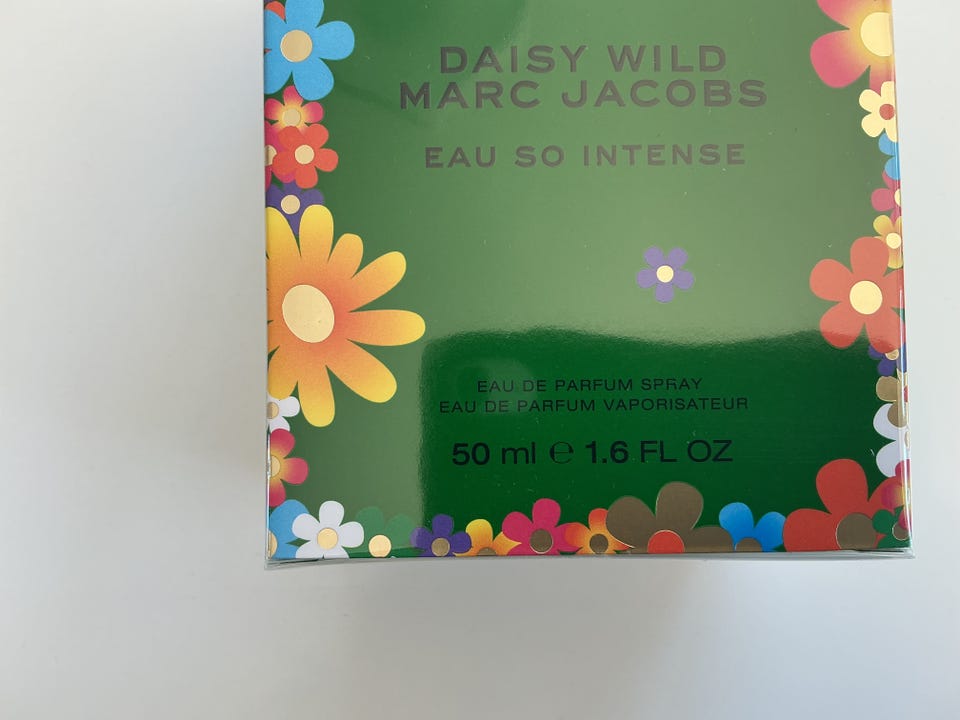 DAISY WILD
MARC JACOBS
EAU SO INTENSE
EAU DE PARFUM SPRAY
EAU DE PARFUM VAPORISATEUR
50 ml ℮ 1.6 FL OZ